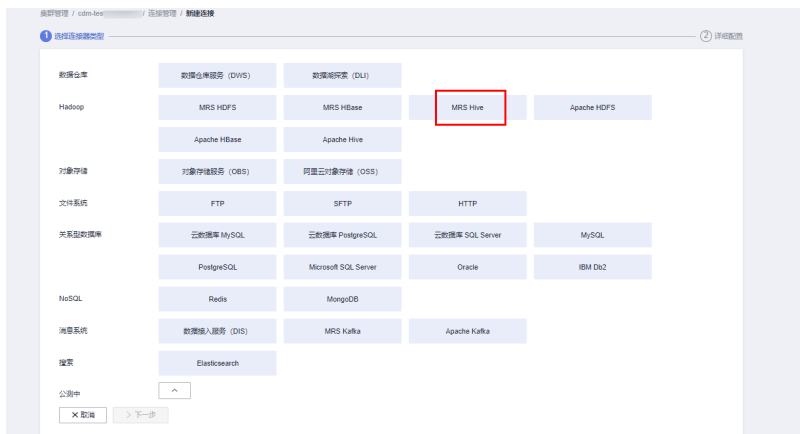 集群管理 / cdm-tes / 连接管理 / 新建连接
1 选择连接器类型 2 详细配置
数据仓库 数据仓库服务（DWS） 数据湖探索（DLI）
Hadoop MRS HDFS MRS HBase MRS Hive Apache HDFS
Apache HBase Apache Hive
对象存储 对象存储服务（OBS） 阿里云对象存储（OSS）
文件系统 FTP SFTP HTTP
关系型数据库 云数据库 MySQL 云数据库 PostgreSQL 云数据库 SQL Server MySQL
PostgreSQL Microsoft SQL Server Oracle IBM Db2
NoSQL Redis MongoDB
消息系统 数据接入服务（DIS） MRS Kafka Apache Kafka
搜索 Elasticsearch
公测中
取消 下一步